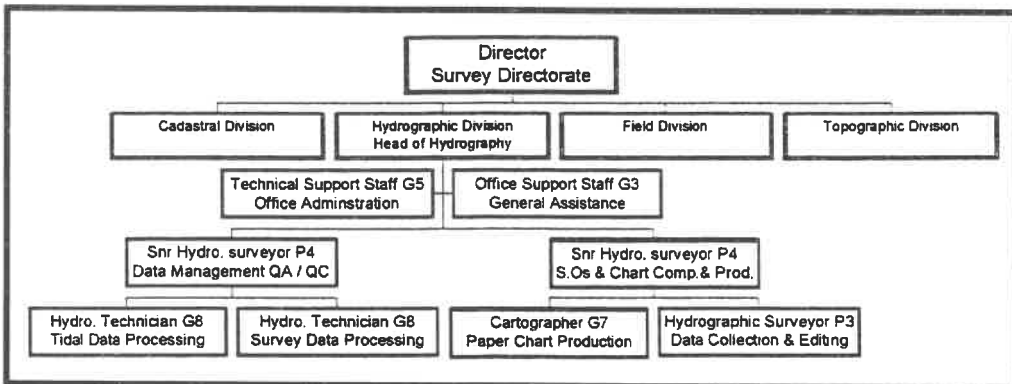 Director
Survey Directorate
Cadastral Division
Hydrographic Division
Head of Hydrography
Field Division
Topographic Division
Technical Support Staff G5
Office Adminstration
Office Support Staff G3
General Assistance
Snr Hydro. surveyor P4
Data Management QA / QC
Snr Hydro. surveyor P4
S.Os & Chart Comp.& Prod.
Hydro. Technician G8
Tidal Data Processing
Hydro. Technician G8
Survey Data Processing
Cartographer G7
Paper Chart Production
Hydrographic Surveyor P3
Data Collection & Editing